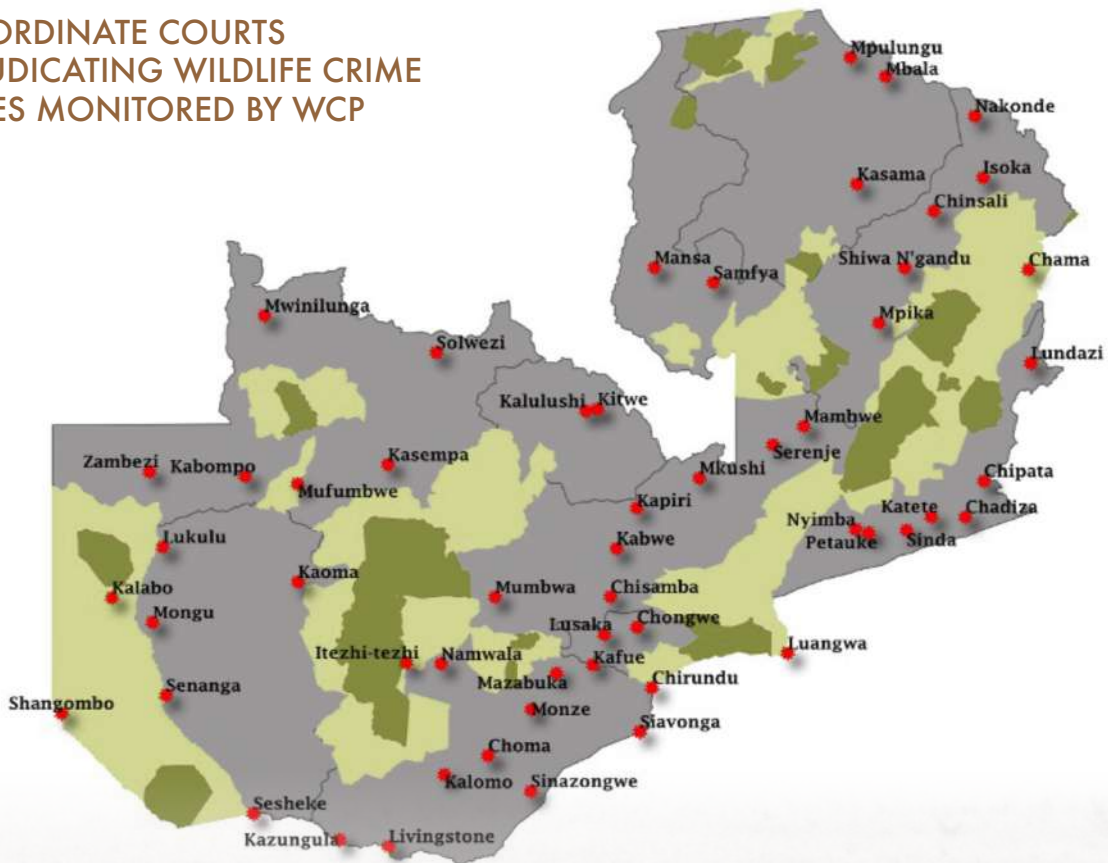 ORDINATE COURTS
UDICATING WILDLIFE CRIME
ES MONITORED BY WCP
Mpulungu
Mbala
Nakonde
Kasama
Isoka
Chinsali
Mansa
Samfya
Shiwa N'gandu
Chama
Mwinilunga
Mpika
Solwezi
Lundazi
Kalulushi
Kitwe
Mambwe
Serenje
Zambezi
Kabompo
Kasempa
Mkushi
Chipata
Mufumbwe
Kapiri
Katete
Chadiza
Nyimba
Petauke
Sinda
Lukulu
Kabwe
Kaoma
Kalabo
Mumbwa
Chisamba
Mongu
Lusaka
Chongwe
Luangwa
Itezhi-tezhi
Namwala
Kafue
Mazabuka
Chirundu
Senanga
Shangombo
Monze
Siavonga
Choma
Kalomo
Sinazongwe
Sesheke
Kazungula
Livingstone